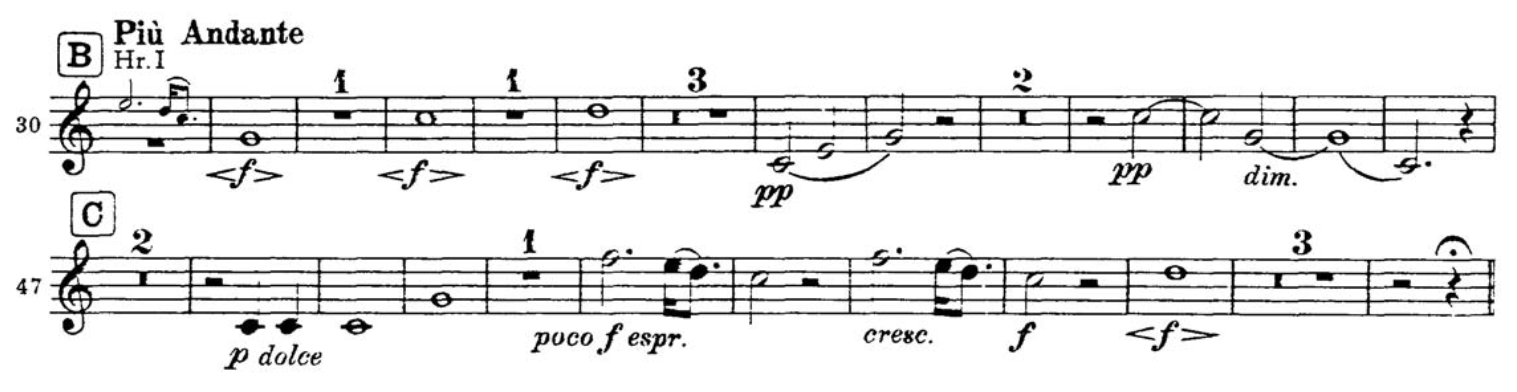 B Più Andante
Hr. I
1 1 3 2
30
f f f pp pp dim.
C
2 1 3
47
p dolce poco f espr. cresc. f f